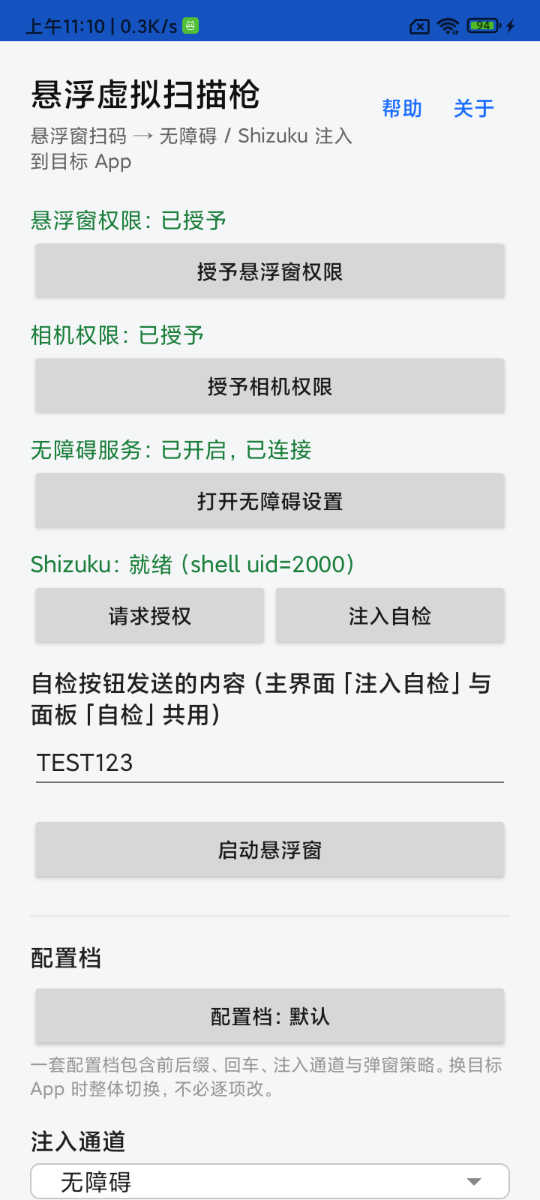 上午11:10 | 0.3K/s
94
悬浮虚拟扫描枪
帮助
关于
悬浮窗扫码 → 无障碍 / Shizuku 注入
到目标 App
悬浮窗权限: 已授予
授予悬浮窗权限
相机权限: 已授予
授予相机权限
无障碍服务: 已开启, 已连接
打开无障碍设置
Shizuku: 就绪 (shell uid=2000)
请求授权
注入自检
自检按钮发送的内容（主界面「注入自检」与
面板「自检」共用）
TEST123
启动悬浮窗
配置档
配置档: 默认
一套配置档包含前后缀、回车、注入通道与弹窗策略。换目标
App 时整体切换, 不必逐项改。
注入通道
无障碍